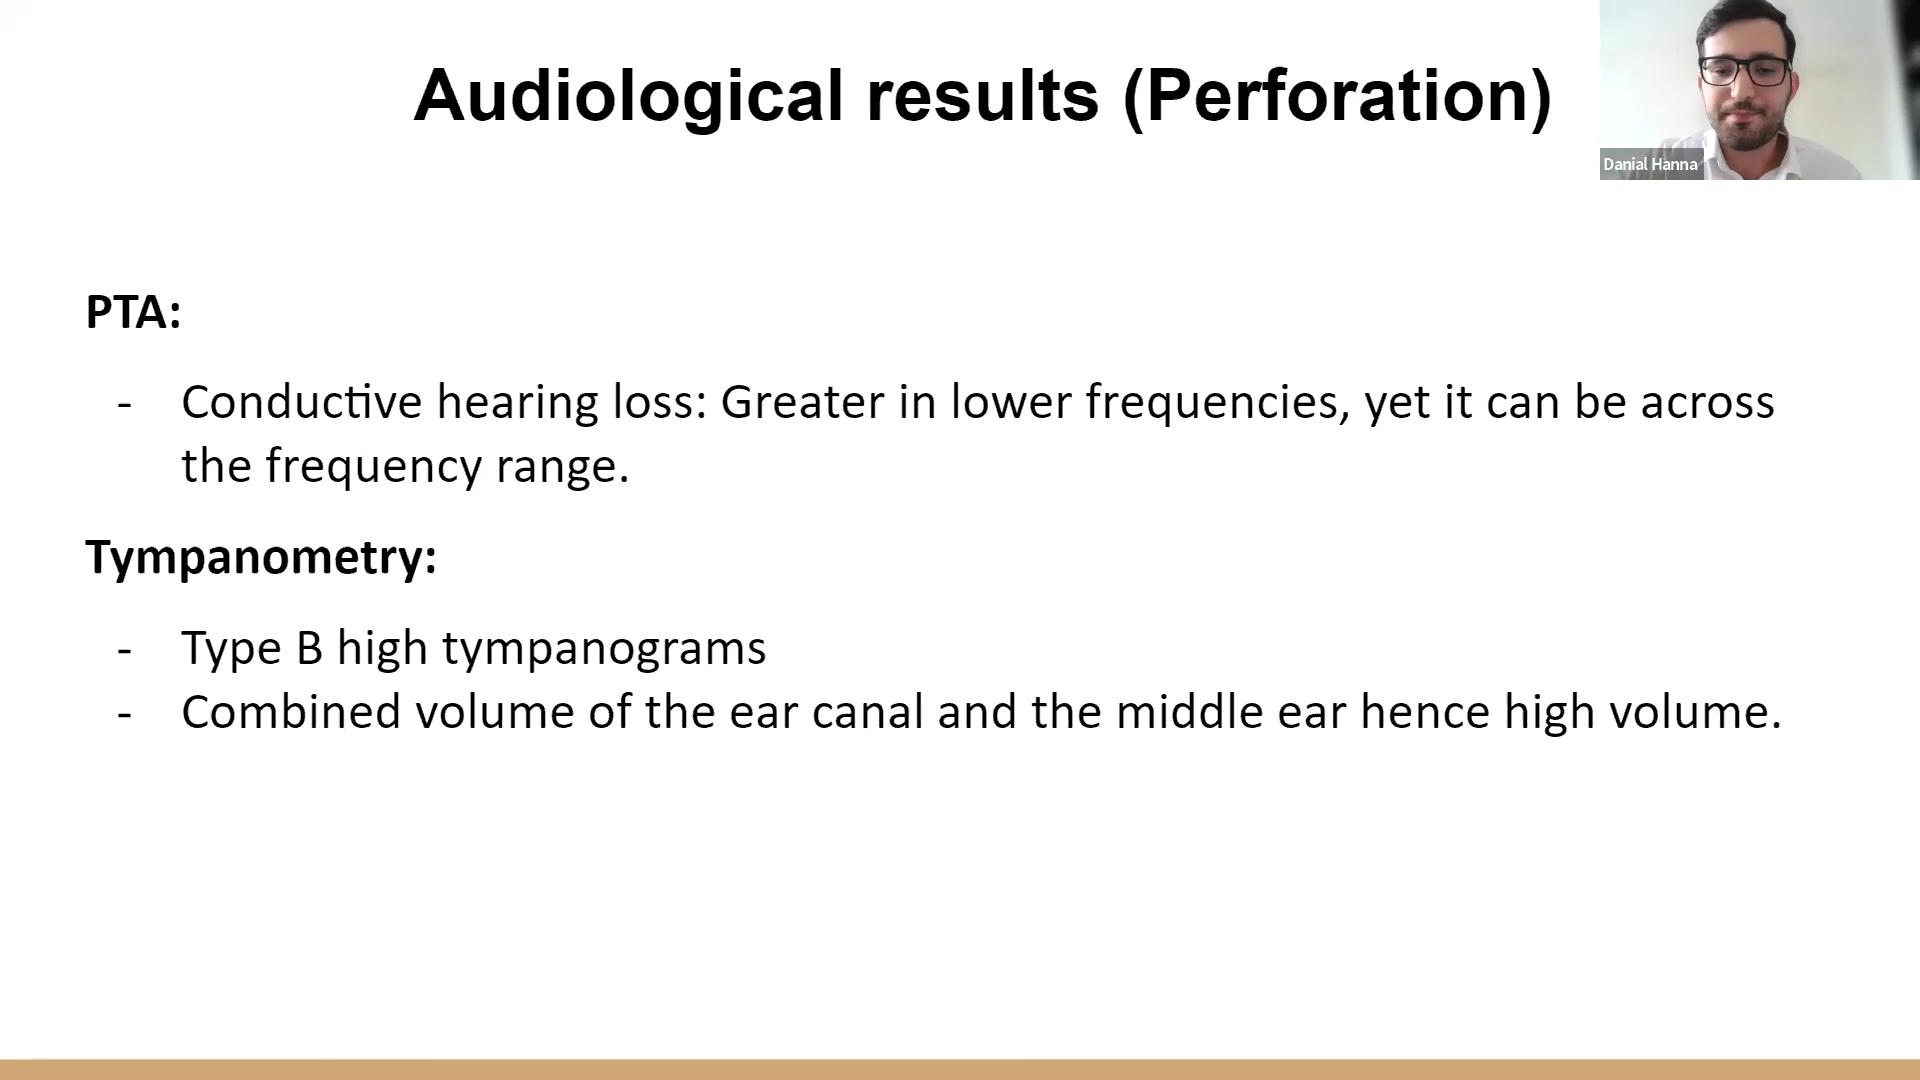 Audiological results (Perforation)
Danial Hanna
PTA:
- Conductive hearing loss: Greater in lower frequencies, yet it can be across
the frequency range.
Tympanometry:
- Type B high tympanograms
- Combined volume of the ear canal and the middle ear hence high volume.